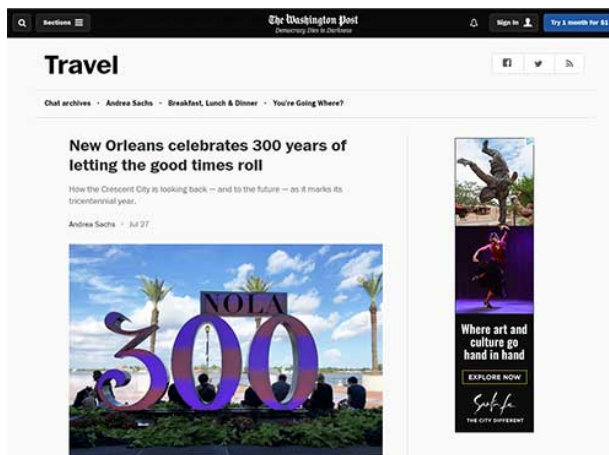 Sections
The Washington Post
Democracy Dies in Darkness
Sign In
Try 1 month for $1
Travel
Chat archives • Andrea Sachs • Breakfast, Lunch & Dinner • You're Going Where?
New Orleans celebrates 300 years of
letting the good times roll
How the Crescent City is looking back — and to the future — as it marks its
tricentennial year.
Andrea Sachs • Jul 27
NOLA
300
Where art and
culture go
hand in hand
EXPLORE NOW
Santa Fe
THE CITY DIFFERENT